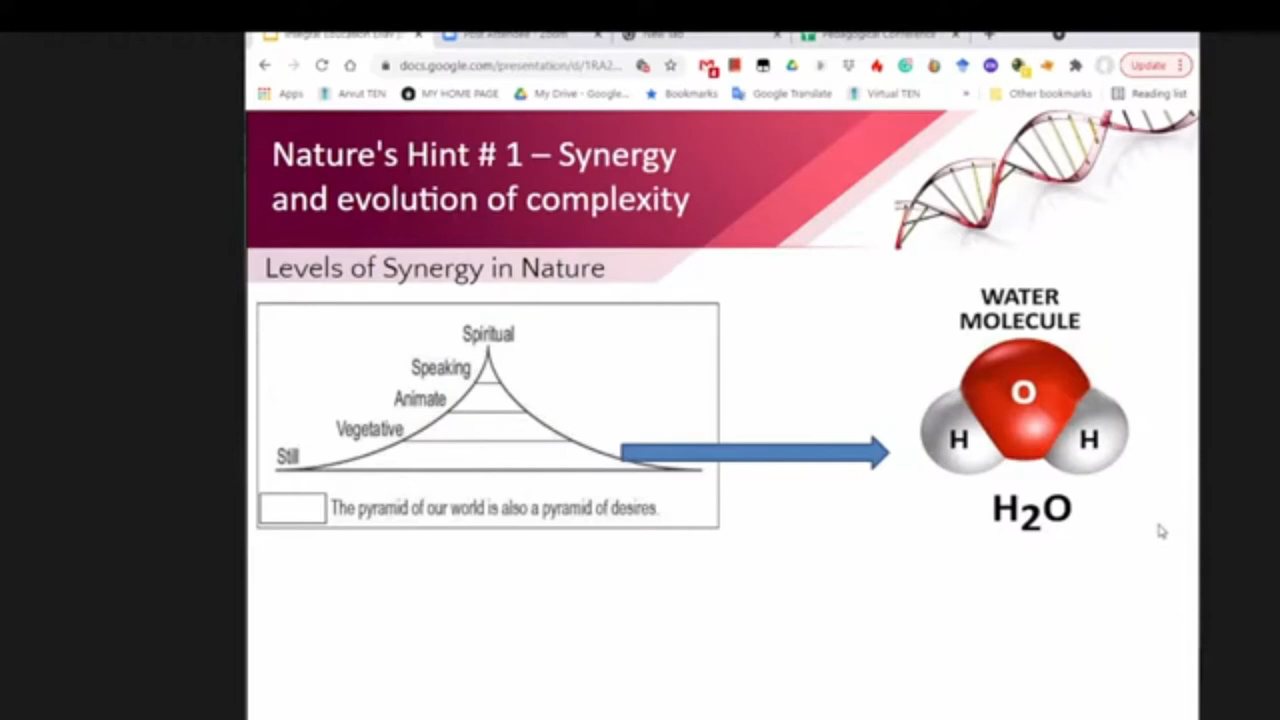 docs.google.com/presentation/d/1RA2...
Update
Apps
Arvut TEN
MY HOME PAGE
My Drive - Google...
Bookmarks
Google Translate
Virtual TEN
»
Other bookmarks
Reading list
Nature's Hint # 1 – Synergy
and evolution of complexity
Levels of Synergy in Nature
Spiritual
Speaking
Animate
Vegetative
Still
The pyramid of our world is also a pyramid of desires.
WATER
MOLECULE
O
H
H
H2O